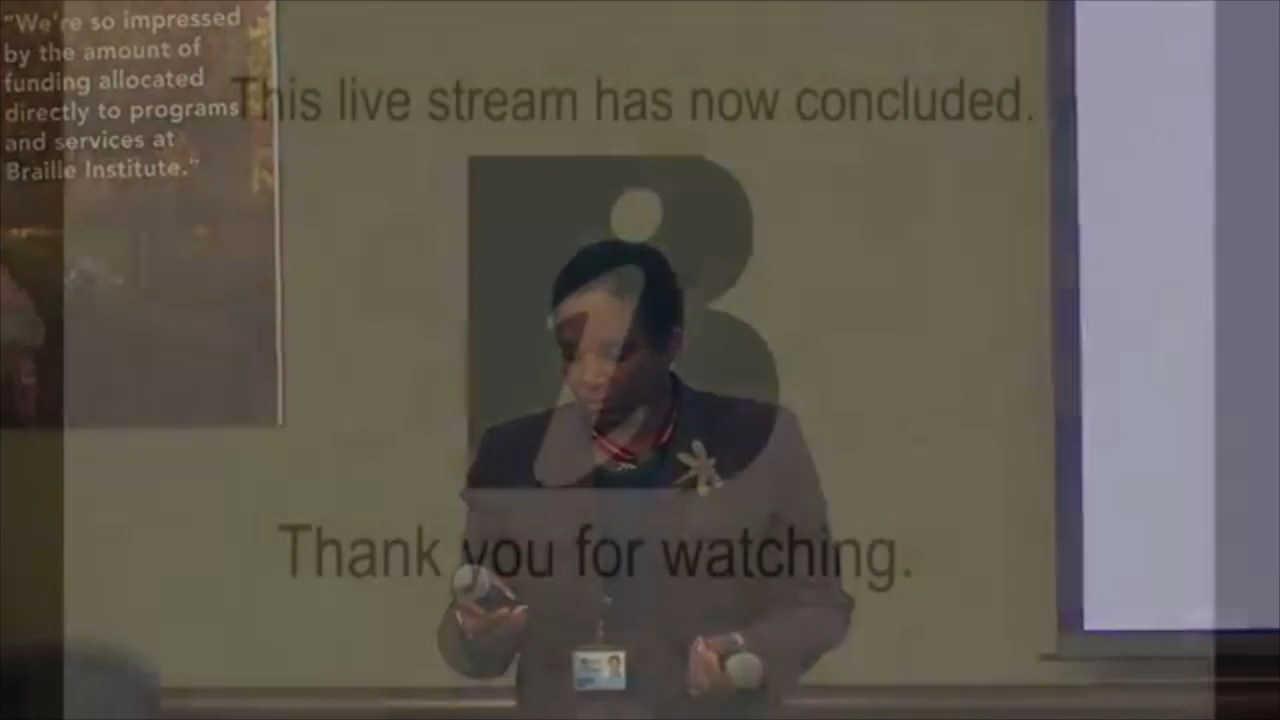 "We're so impressed
by the amount of
funding allocated
directly to programs
and services at
Braille Institute."
This live stream has now concluded.
Thank you for watching.